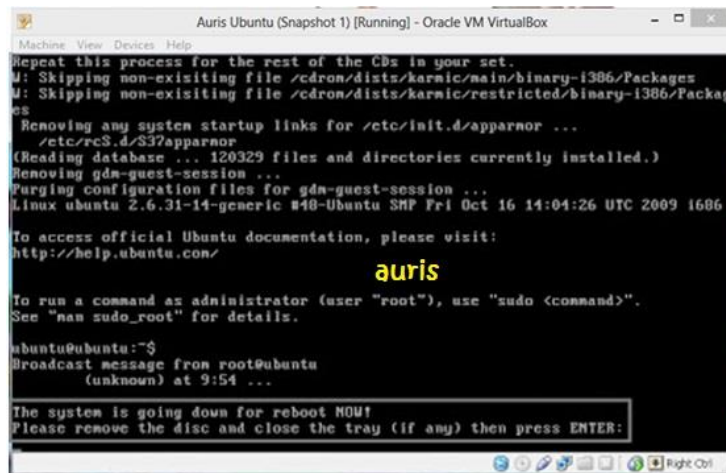 Auris Ubuntu (Snapshot 1) [Running] - Oracle VM VirtualBox
Machine View Devices Help
Repeat this process for the rest of the CDs in your set.
W: Skipping non-exisiting file /cdrom/dists/karmic/main/binary-i386/Packages
W: Skipping non-exisiting file /cdrom/dists/karmic/restricted/binary-i386/Packag
es
Removing any system startup links for /etc/init.d/apparmor ...
/etc/rcS.d/S37apparmor
(Reading database ... 120329 files and directories currently installed.)
Removing gdm-guest-session ...
Purging configuration files for gdm-guest-session ...
Linux ubuntu 2.6.31-14-generic #48-Ubuntu SMP Fri Oct 16 14:04:26 UTC 2009 i686
To access official Ubuntu documentation, please visit:
http://help.ubuntu.com/
auris
To run a command as administrator (user "root"), use "sudo <command>".
See "man sudo_root" for details.
ubuntu@ubuntu:~$
Broadcast message from root@ubuntu
(unknown) at 9:54 ...
The system is going down for reboot NOW!
Please remove the disc and close the tray (if any) then press ENTER:
Right Ctrl